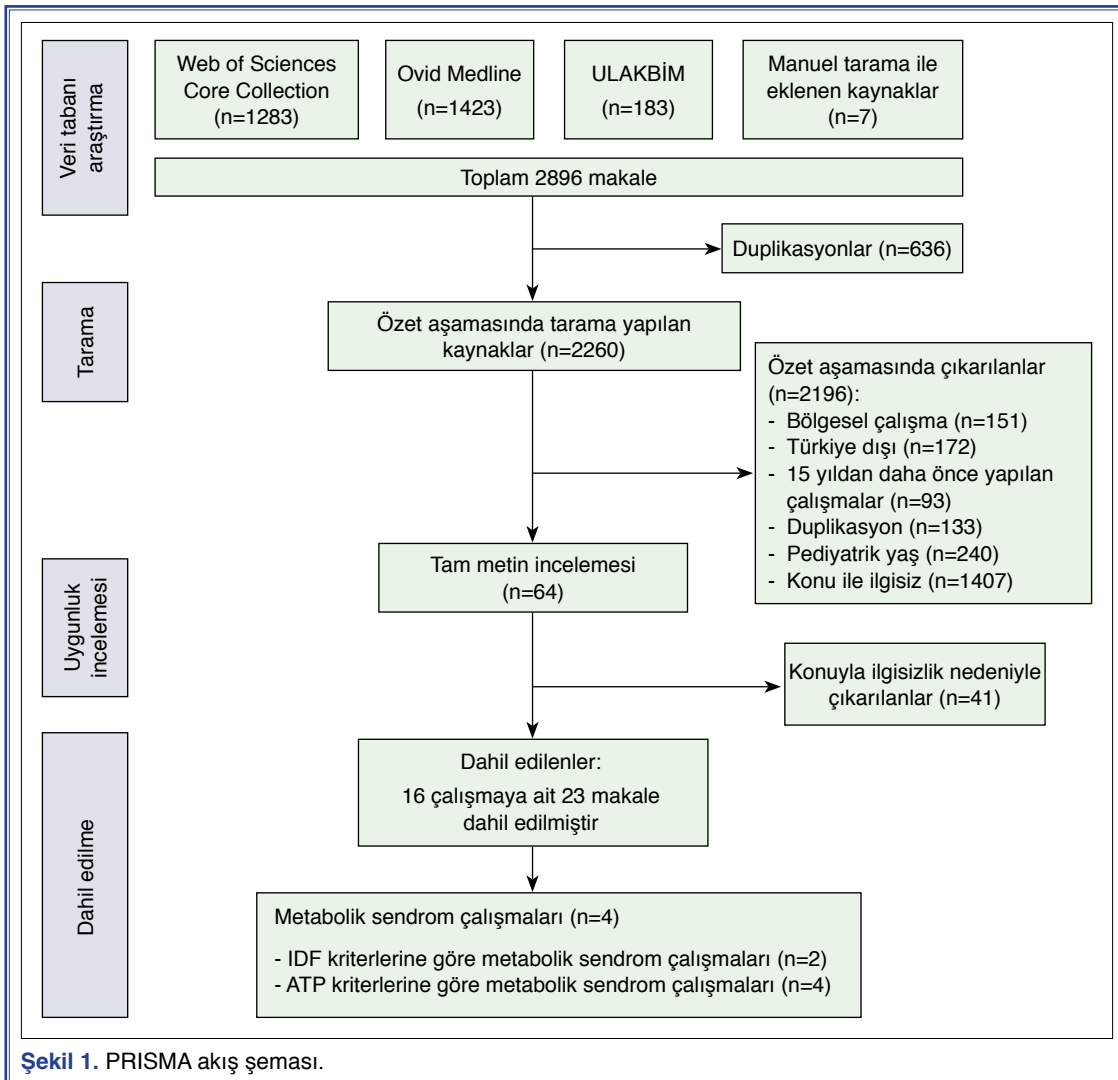 Veri tabanı
araştırma
Web of Sciences
Core Collection
(n=1283)
Ovid Medline
(n=1423)
ULAKBİM
(n=183)
Manuel tarama ile
eklenen kaynaklar
(n=7)
Toplam 2896 makale
Duplikasyonlar (n=636)
Tarama
Özet aşamasında tarama yapılan
kaynaklar (n=2260)
Özet aşamasında çıkarılanlar
(n=2196):
- Bölgesel çalışma (n=151)
- Türkiye dışı (n=172)
- 15 yıldan daha önce yapılan
çalışmalar (n=93)
- Duplikasyon (n=133)
- Pediyatrik yaş (n=240)
- Konu ile ilgisiz (n=1407)
Uygunluk
incelemesi
Tam metin incelemesi
(n=64)
Konuyla ilgisizlik nedeniyle
çıkarılanlar (n=41)
Dahil edilme
Dahil edilenler:
16 çalışmaya ait 23 makale
dahil edilmiştir
Metabolik sendrom çalışmaları (n=4)
- IDF kriterlerine göre metabolik sendrom çalışmaları (n=2)
- ATP kriterlerine göre metabolik sendrom çalışmaları (n=4)
Şekil 1. PRISMA akış şeması.